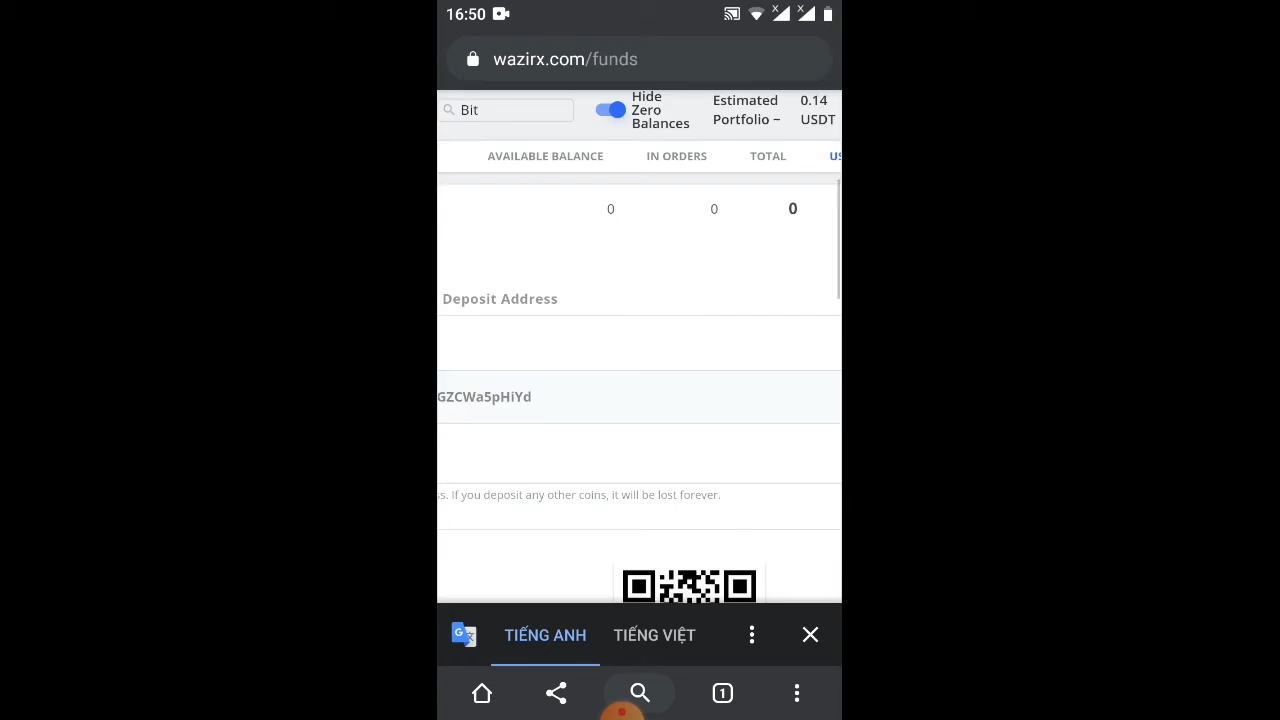 16:50
wazirx.com/funds
Bit
Hide Zero Balances
Estimated Portfolio ~
0.14 USDT
AVAILABLE BALANCE IN ORDERS TOTAL US
0 0 0
Deposit Address
GZCWa5pHiYd
s. If you deposit any other coins, it will be lost forever.
TIẾNG ANH TIẾNG VIỆT
1